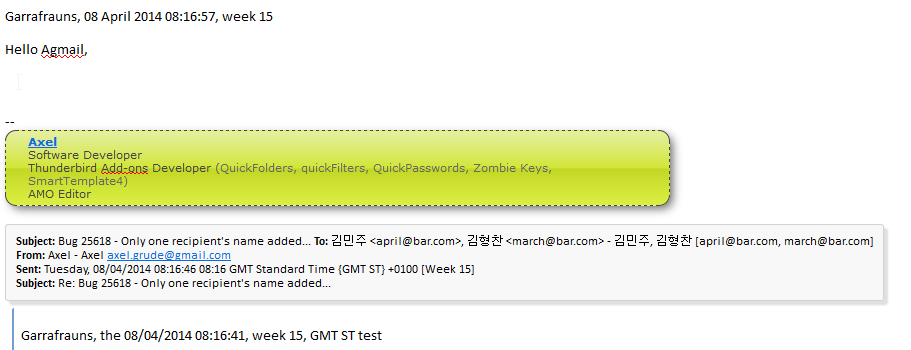 Garrafrauns, 08 April 2014 08:16:57, week 15
Hello Agmail,
--
Axel
Software Developer
Thunderbird Add-ons Developer (QuickFolders, quickFilters, QuickPasswords, Zombie Keys,
SmartTemplate4)
AMO Editor
Subject: Bug 25618 - Only one recipient's name added... To: 김민주 <april@bar.com>, 김형찬 <march@bar.com> - 김민주, 김형찬 [april@bar.com, march@bar.com]
From: Axel - Axel axel.grude@gmail.com
Sent: Tuesday, 08/04/2014 08:16:46 08:16 GMT Standard Time {GMT ST} +0100 [Week 15]
Subject: Re: Bug 25618 - Only one recipient's name added...
Garrafrauns, the 08/04/2014 08:16:41, week 15, GMT ST test